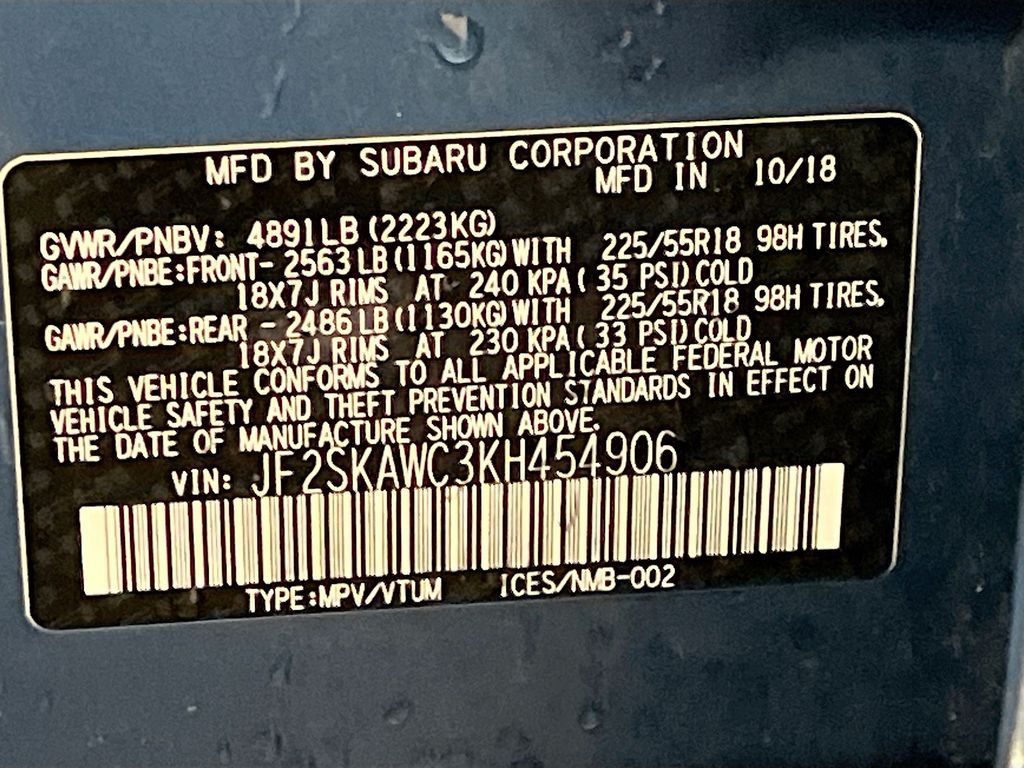 MFD BY SUBARU CORPORATION
MFD IN 10/18
GVWR/PNBV: 4891LB (2223KG)
GAWR/PNBE:FRONT- 2563LB(1165KG)WITH 225/55R18 98H TIRES,
18X7J RIMS AT 240 KPA( 35 PSI)COLD
GAWR/PNBE:REAR - 2486LB(1130KG)WITH 225/55R18 98H TIRES,
18X7J RIMS AT 230 KPA( 33 PSI)COLD
THIS VEHICLE CONFORMS TO ALL APPLICABLE FEDERAL MOTOR
VEHICLE SAFETY AND THEFT PREVENTION STANDARDS IN EFFECT ON
THE DATE OF MANUFACTURE SHOWN ABOVE.
VIN: JF2SKAWC3KH454906
TYPE:MPV/VTUM ICES/NMB-002